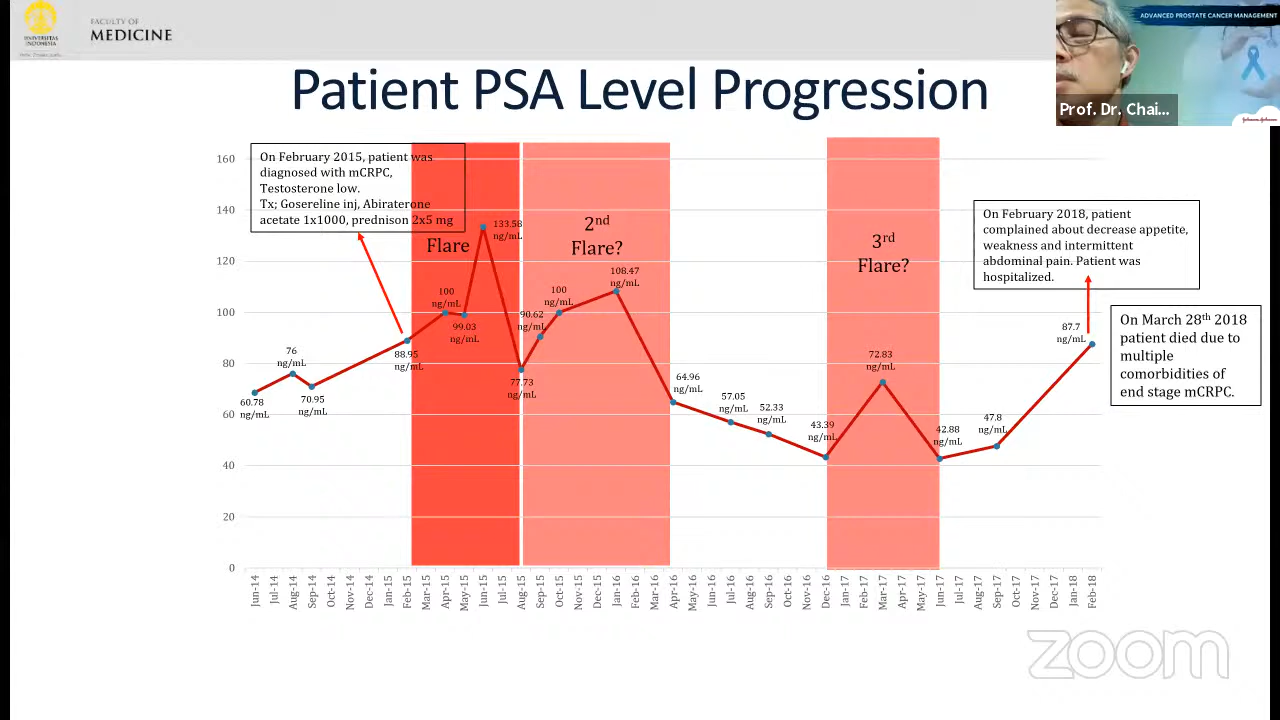 UNIVERSITAS
INDONESIA
FACULTY OF
MEDICINE
ADVANCED PROSTATE CANCER MANAGEMENT
Prof. Dr. Chai...
Patient PSA Level Progression
On February 2015, patient was
diagnosed with mCRPC,
Testosterone low.
Tx; Gosereline inj, Abiraterone
acetate 1x1000, prednison 2x5 mg
Flare
2nd
Flare?
3rd
Flare?
On February 2018, patient
complained about decrease appetite,
weakness and intermittent
abdominal pain. Patient was
hospitalized.
On March 28th 2018
patient died due to
multiple
comorbidities of
end stage mCRPC.
160
140
120
100
80
60
40
20
0
60.78
ng/mL
76
ng/mL
70.95
ng/mL
88.95
ng/mL
100
ng/mL
99.03
ng/mL
133.58
ng/mL
77.73
ng/mL
90.62
ng/mL
100
ng/mL
108.47
ng/mL
64.96
ng/mL
57.05
ng/mL
52.33
ng/mL
43.39
ng/mL
72.83
ng/mL
42.88
ng/mL
47.8
ng/mL
87.7
ng/mL
Jun-14
Jul-14
Aug-14
Sep-14
Oct-14
Nov-14
Dec-14
Jan-15
Feb-15
Mar-15
Apr-15
May-15
Jun-15
Jul-15
Aug-15
Sep-15
Oct-15
Nov-15
Dec-15
Jan-16
Feb-16
Mar-16
Apr-16
May-16
Jun-16
Jul-16
Aug-16
Sep-16
Oct-16
Nov-16
Dec-16
Jan-17
Feb-17
Mar-17
Apr-17
May-17
Jun-17
Jul-17
Aug-17
Sep-17
Oct-17
Nov-17
Dec-17
Jan-18
Feb-18
zoom